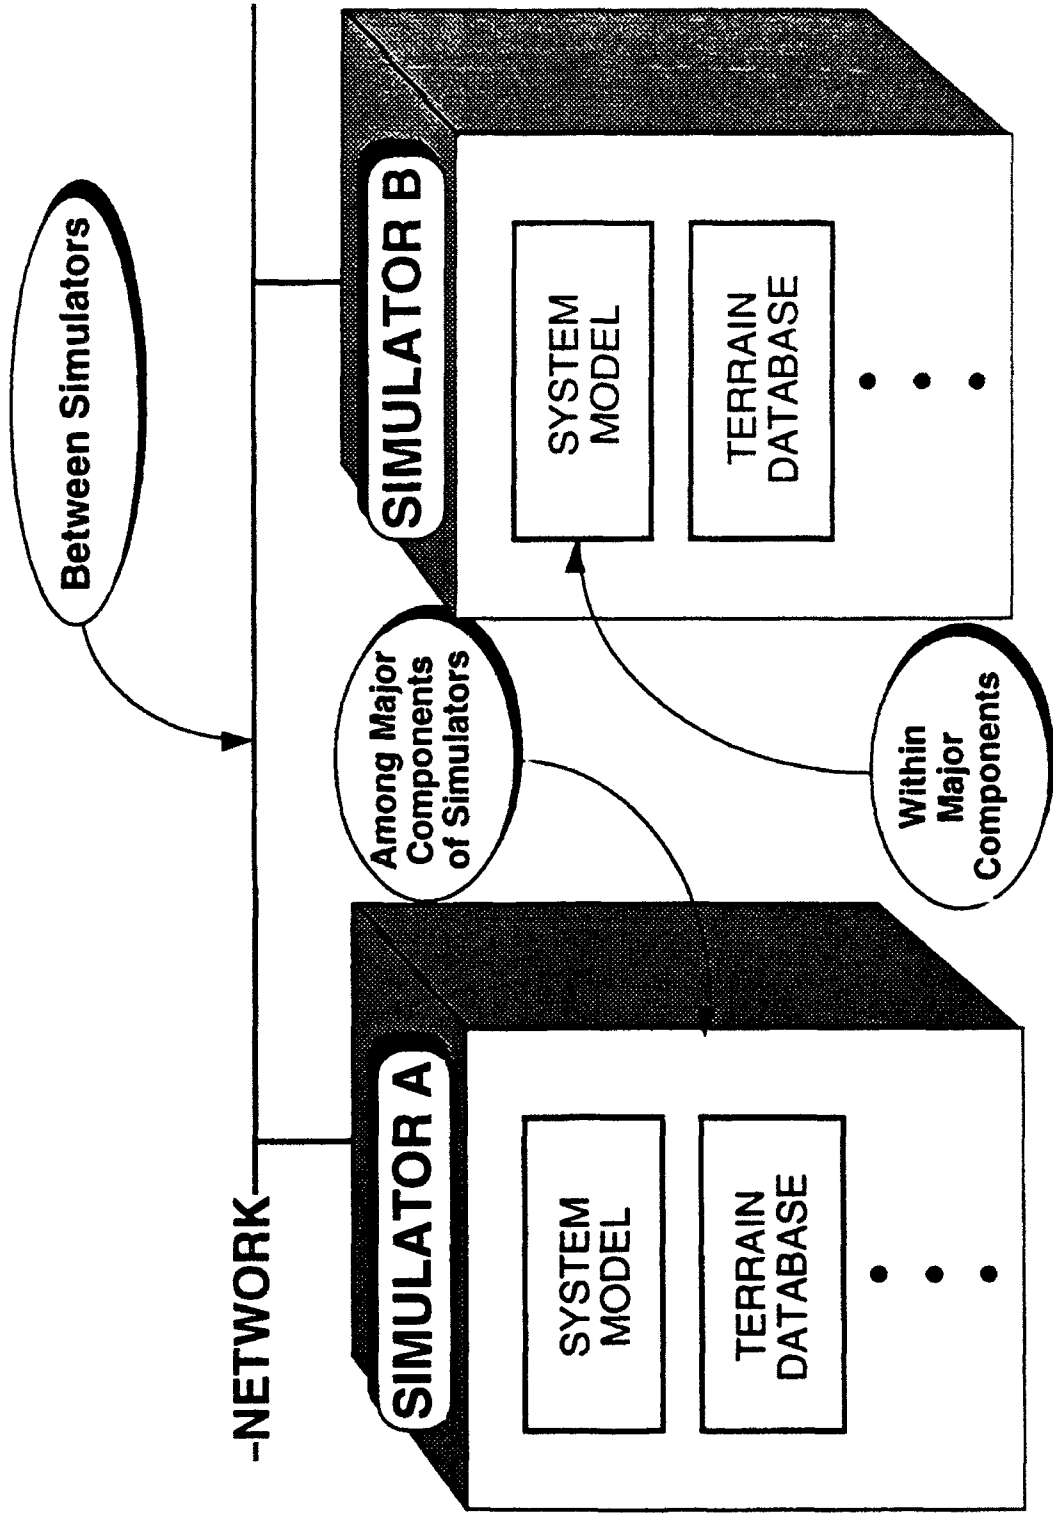 Between Simulators
-NETWORK-
SIMULATOR A
SYSTEM
MODEL
TERRAIN
DATABASE
Among Major
Components
of Simulators
Within
Major
Components
SIMULATOR B
SYSTEM
MODEL
TERRAIN
DATABASE